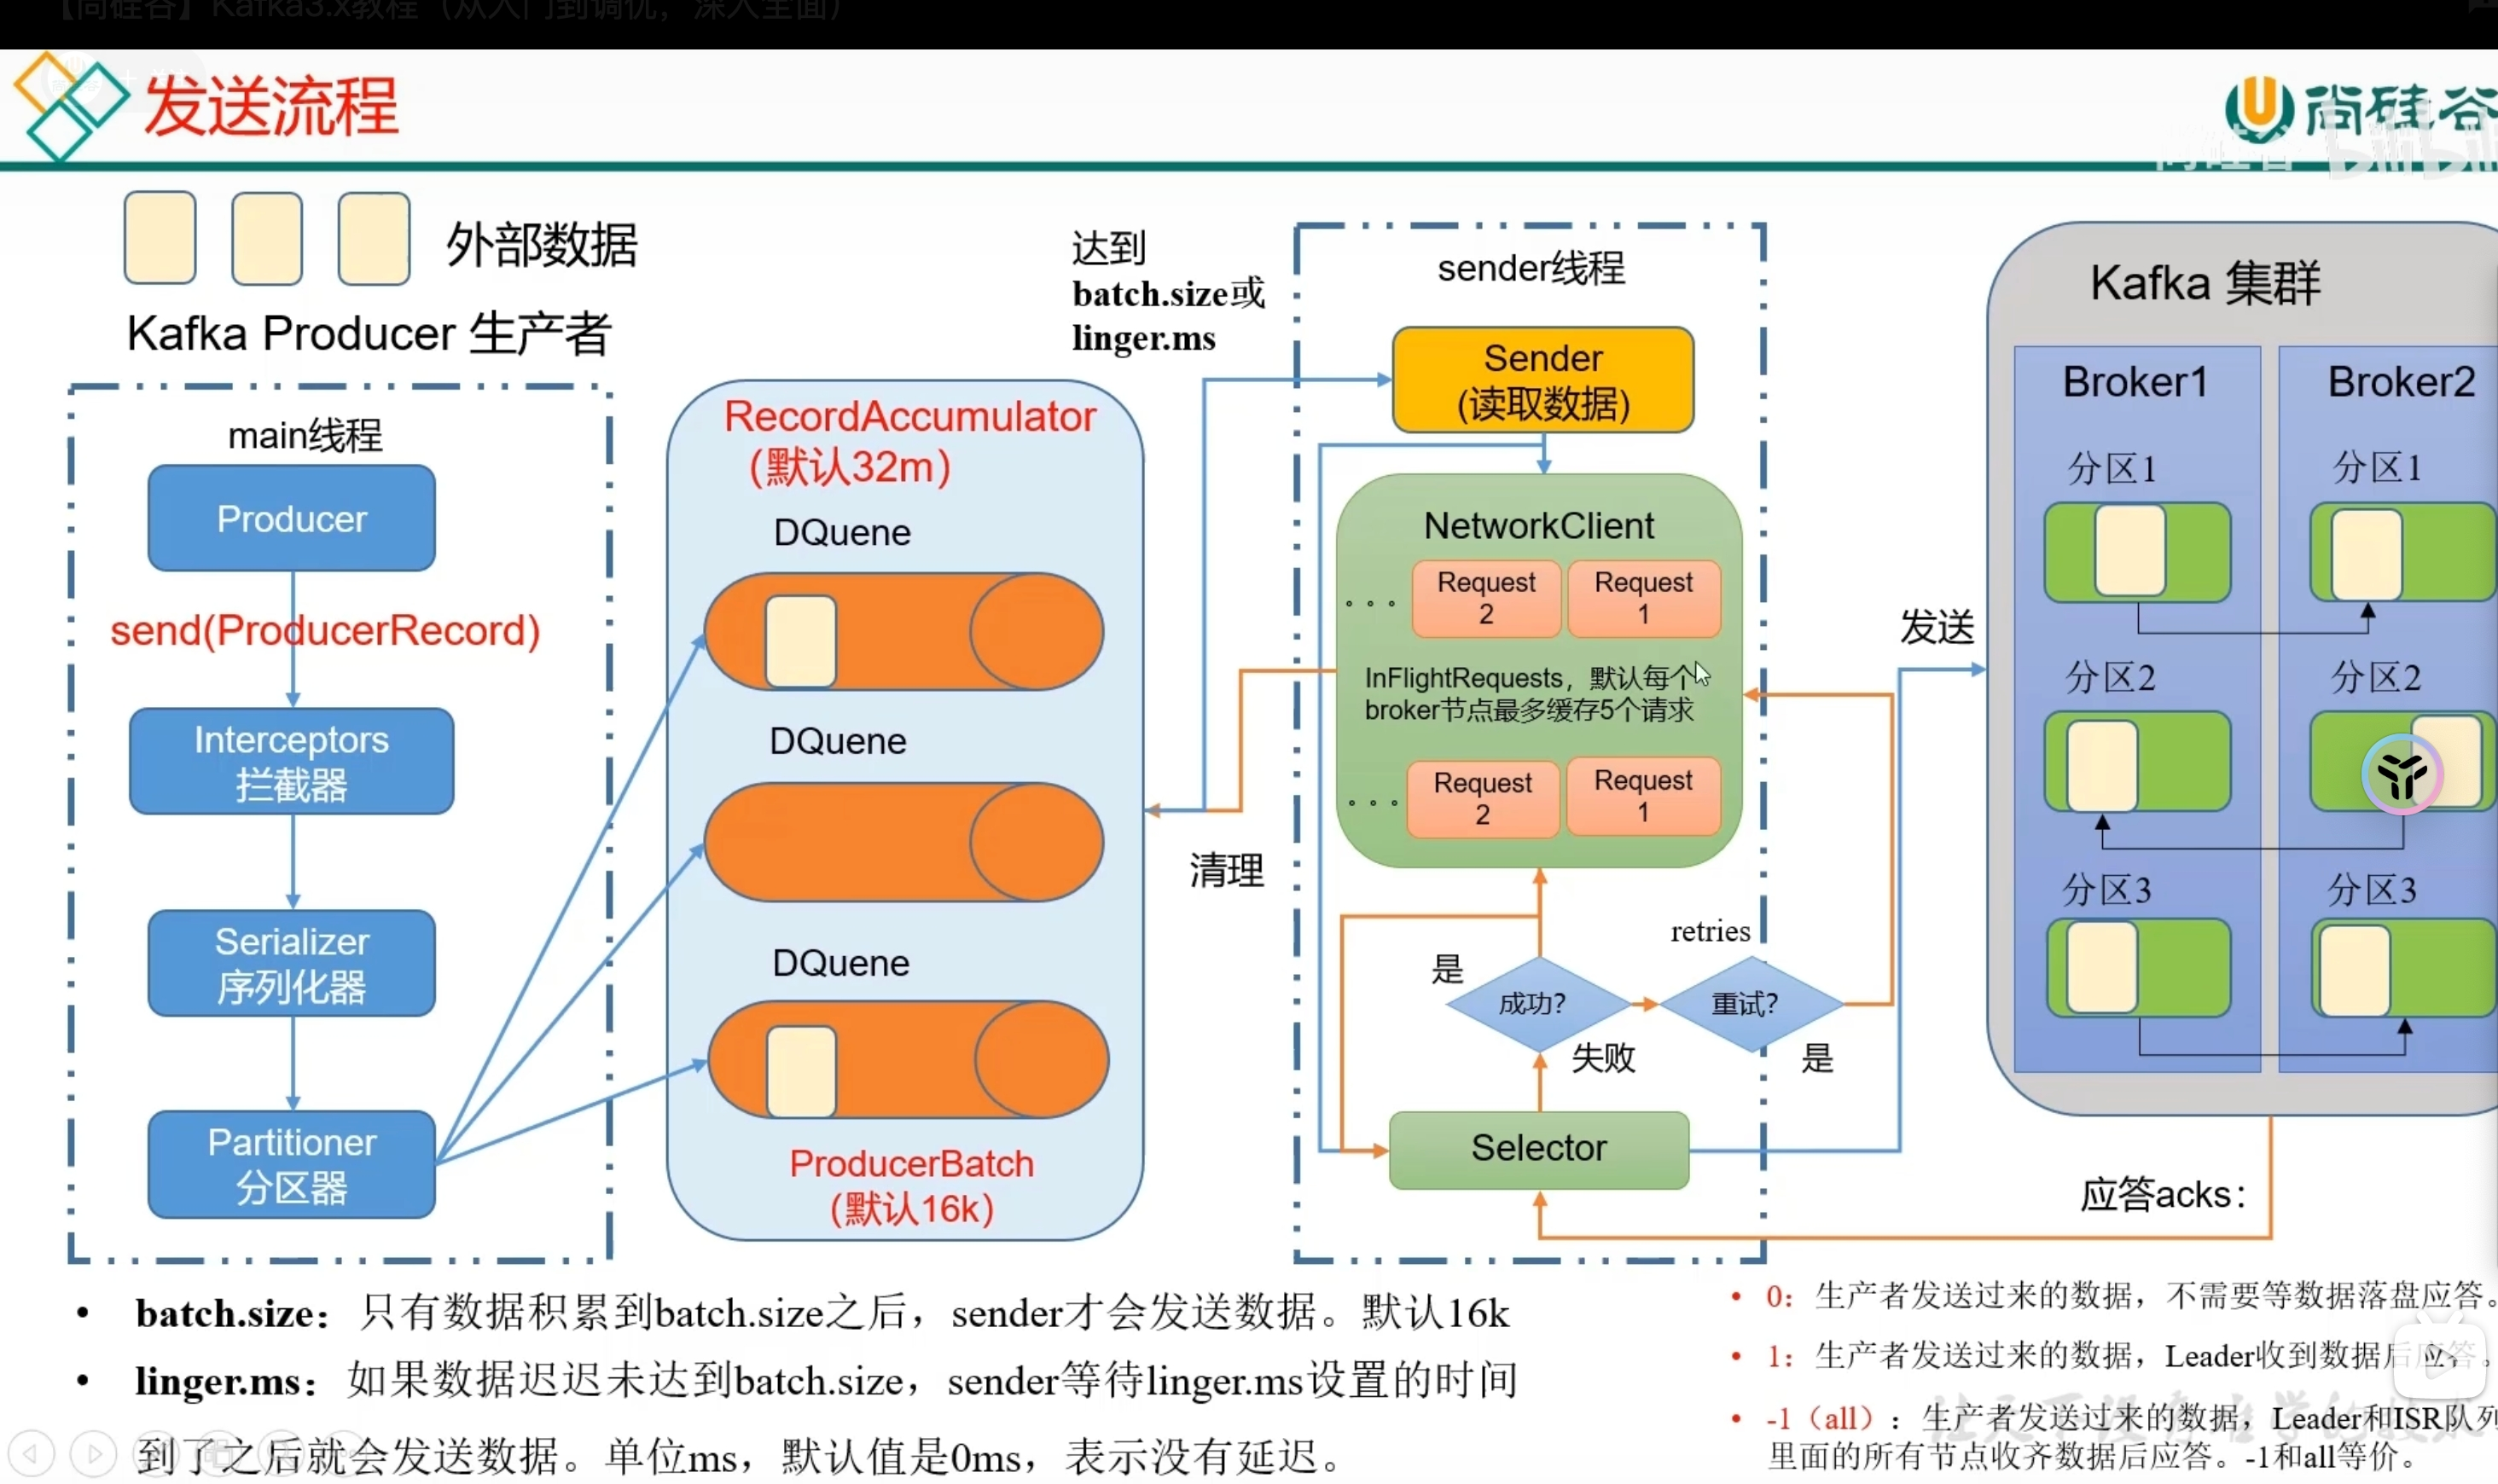 【尚硅谷】Kafka3.x教程（从入门到调优，深入全面）
发送流程
尚硅谷
外部数据
Kafka Producer 生产者
main线程
Producer
send(ProducerRecord)
Interceptors
拦截器
Serializer
序列化器
Partitioner
分区器
RecordAccumulator
（默认32m）
DQuene
DQuene
DQuene
ProducerBatch
（默认16k）
达到
batch.size或
linger.ms
清理
sender线程
Sender
(读取数据)
NetworkClient
Request
2
Request
1
InFlightRequests，默认每个
broker节点最多缓存5个请求
Request
2
Request
1
retries
是
成功?
重试?
失败
是
Selector
发送
Kafka 集群
Broker1
Broker2
分区1
分区1
分区2
分区2
分区3
分区3
应答acks：
• batch.size：只有数据积累到batch.size之后，sender才会发送数据。默认16k
• linger.ms：如果数据迟迟未达到batch.size，sender等待linger.ms设置的时间
到了之后就会发送数据。单位ms，默认值是0ms，表示没有延迟。
• 0：生产者发送过来的数据，不需要等数据落盘应答。
• 1：生产者发送过来的数据，Leader收到数据后应答。
• -1（all）：生产者发送过来的数据，Leader和ISR队列
里面的所有节点收齐数据后应答。-1和all等价。